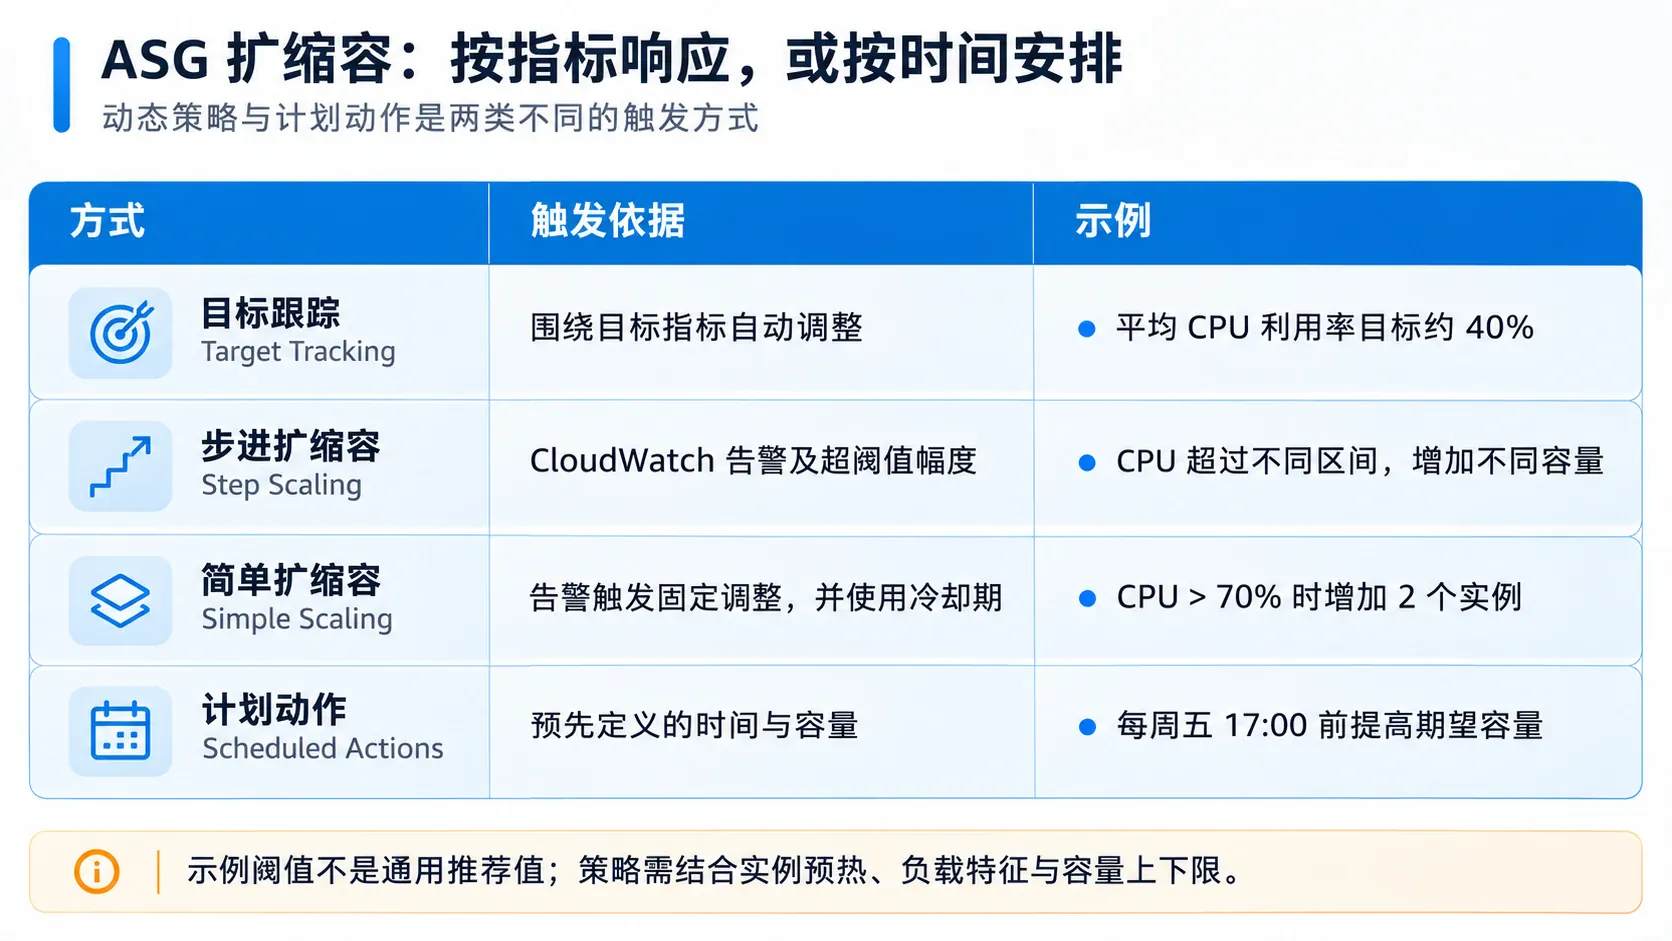 ASG 扩缩容：按指标响应，或按时间安排
动态策略与计划动作是两类不同的触发方式
方式
触发依据
示例
目标跟踪
Target Tracking
围绕目标指标自动调整
平均 CPU 利用率目标约 40%
步进扩缩容
Step Scaling
CloudWatch 告警及超阈值幅度
CPU 超过不同区间，增加不同容量
简单扩缩容
Simple Scaling
告警触发固定调整，并使用冷却期
CPU > 70% 时增加 2 个实例
计划动作
Scheduled Actions
预先定义的时间与容量
每周五 17:00 前提高期望容量
示例阈值不是通用推荐值；策略需结合实例预热、负载特征与容量上下限。